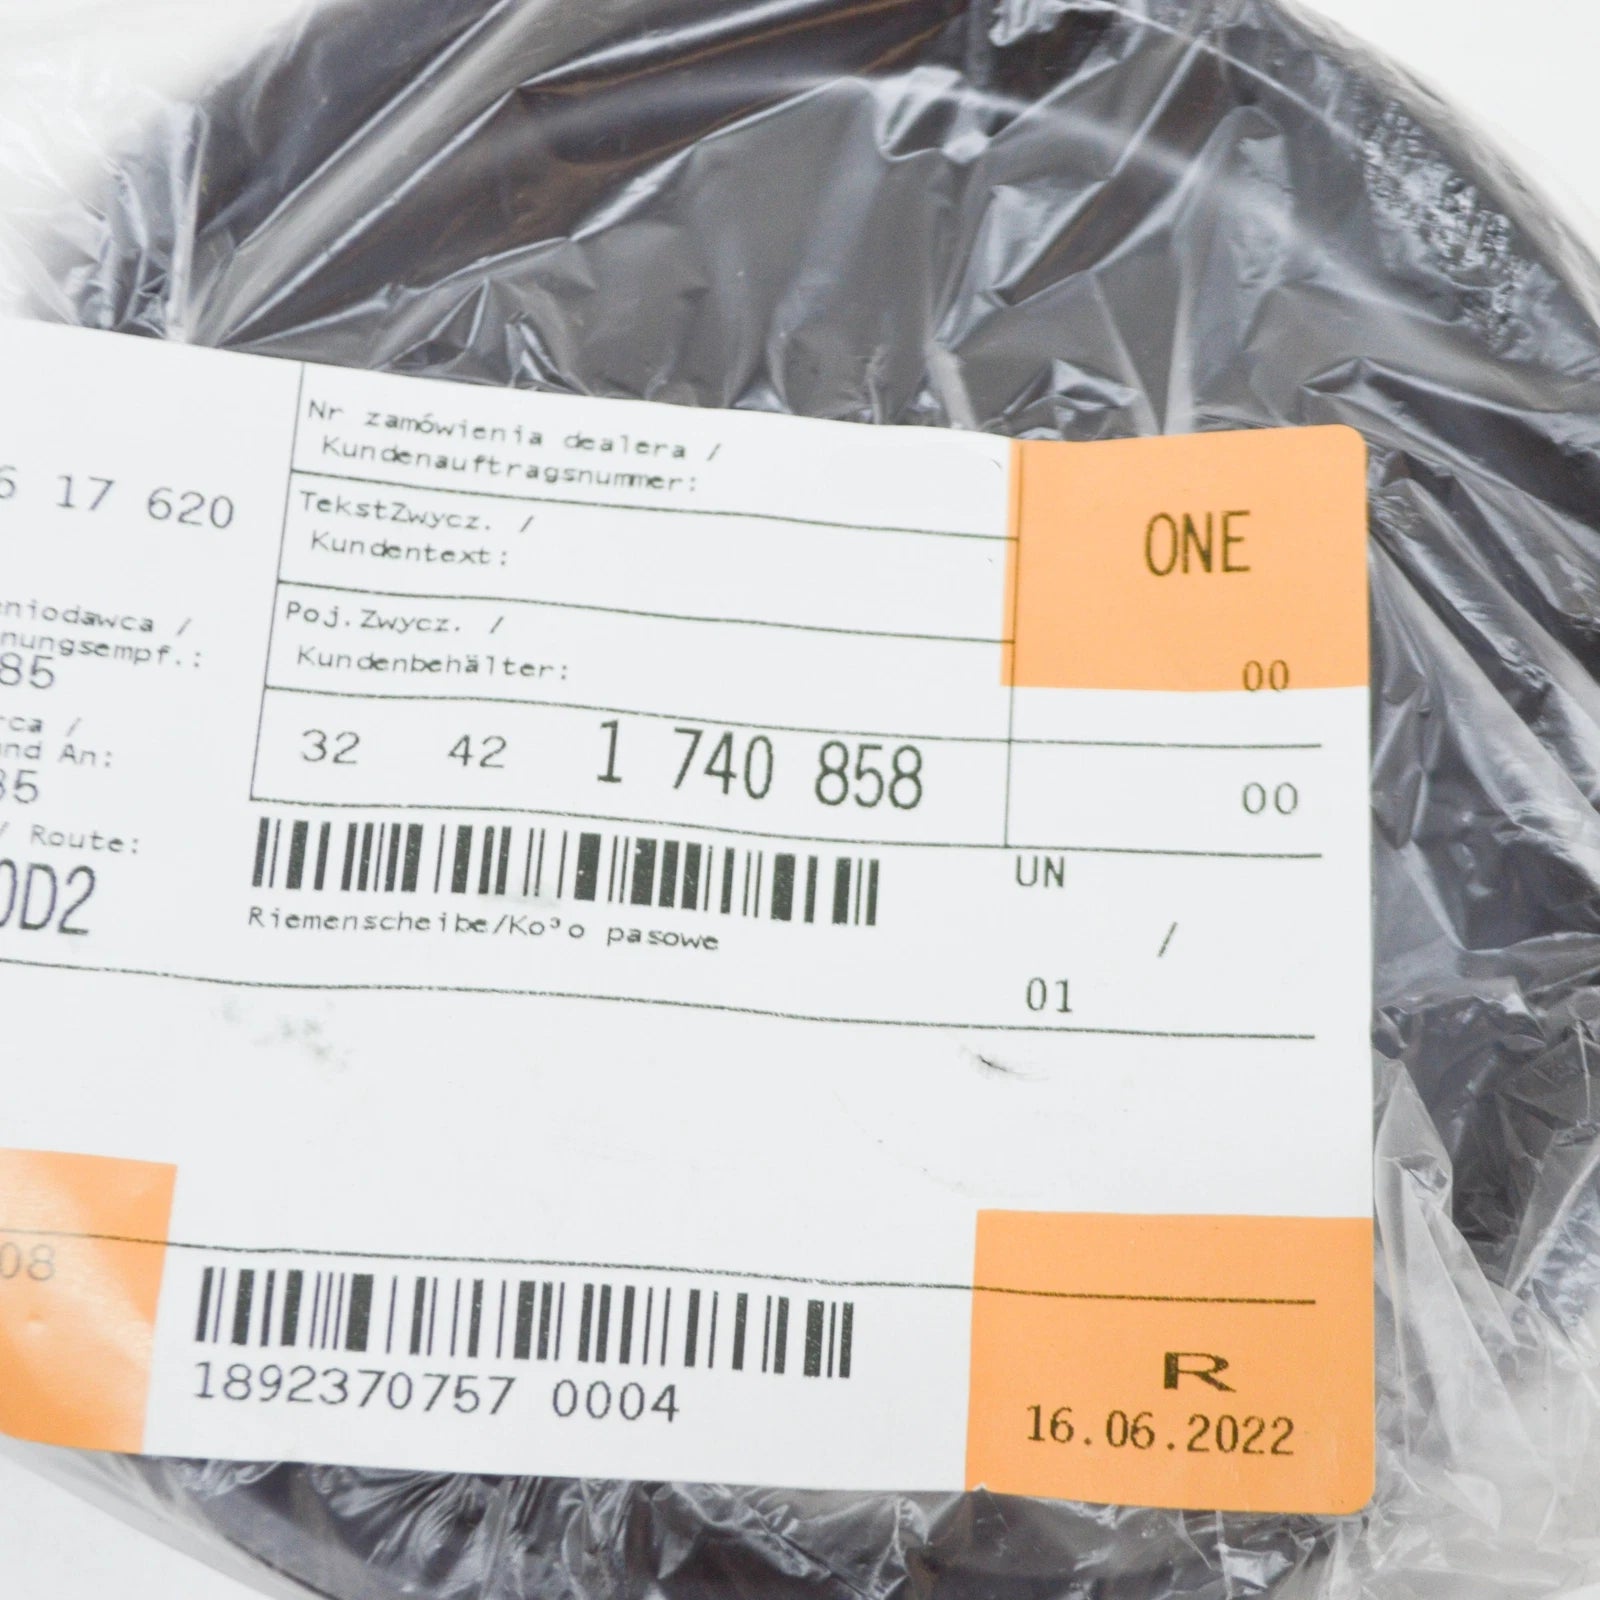 Nr zamówienia dealera /
Kundenauftragsnummer:
ONE
6 17 620
TekstZwycz. /
Kundentext:
eniodawca /
nungsempf.:
85
Poj.Zwycz. /
Kundenbehälter:
00
rca /
und An:
85
32 42 1 740 858
00
/ Route:
0D2
UN
Riemenscheibe/Ko³o pasowe
/
01
08
R
1892370757 0004
16.06.2022